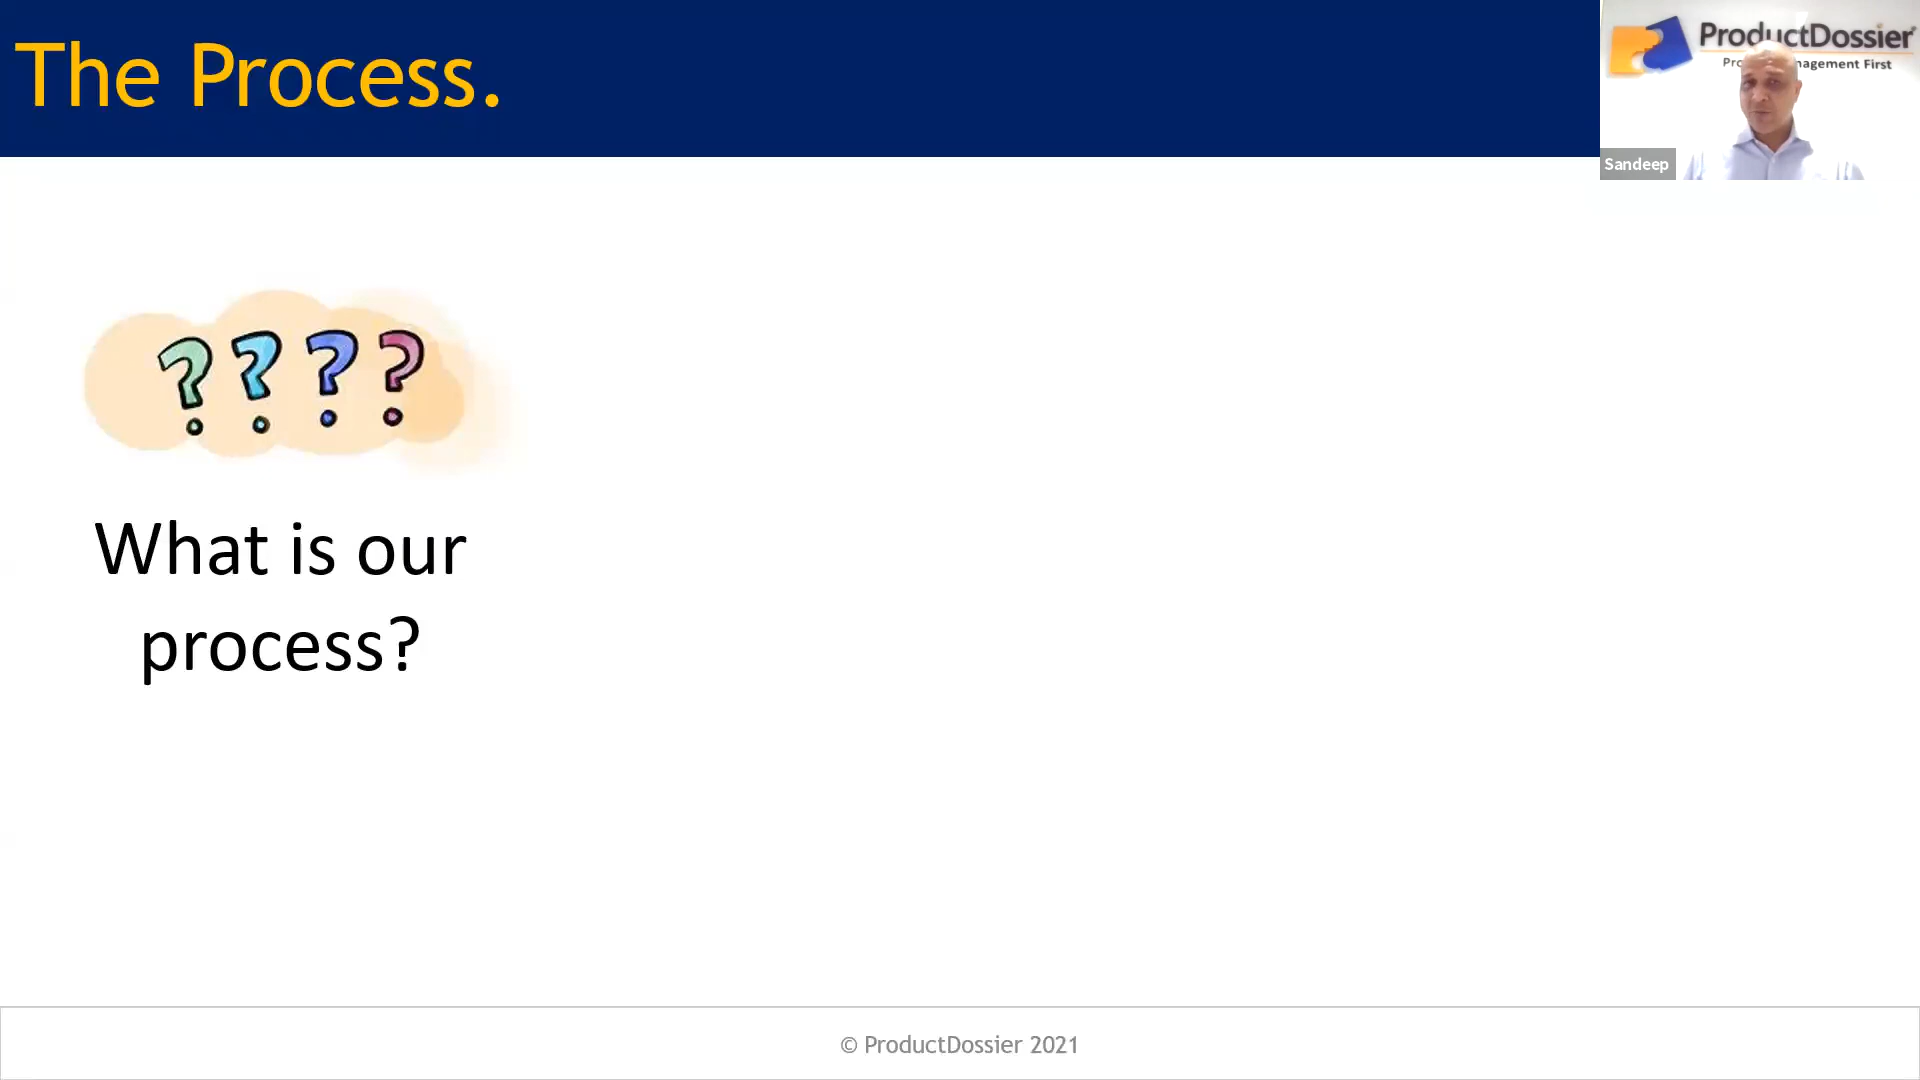 The Process.
ProductDossier
Sandeep
? ? ? ?
What is our
process?
© ProductDossier 2021